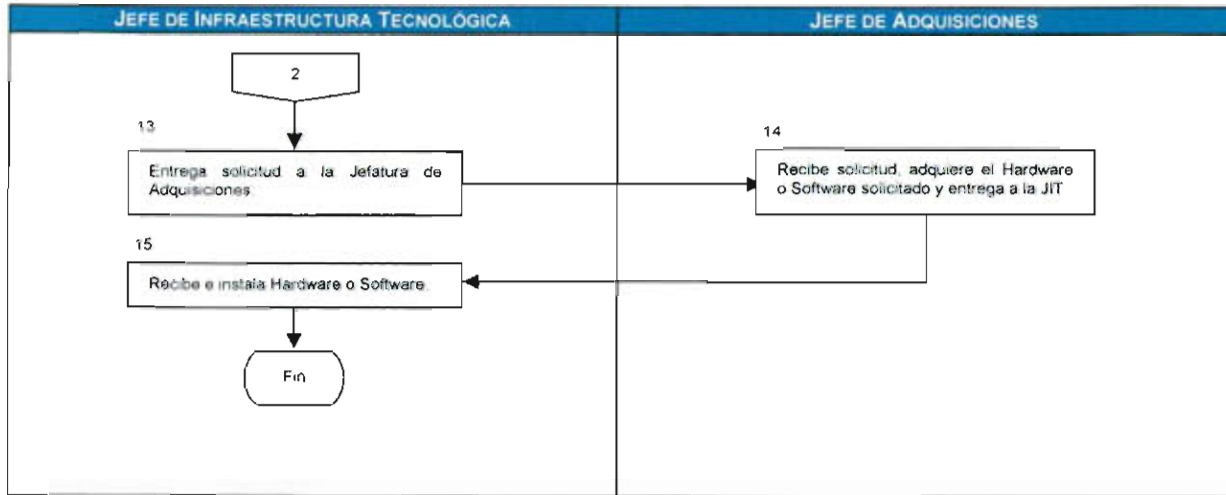 JEFE DE INFRAESTRUCTURA TECNOLÓGICA
JEFE DE ADQUISICIONES
2
13
Entrega solicitud a la Jefatura de
Adquisiciones
14
Recibe solicitud, adquiere el Hardware
o Software solicitado y entrega a la JIT
15
Recibe e instala Hardware o Software.
Fin